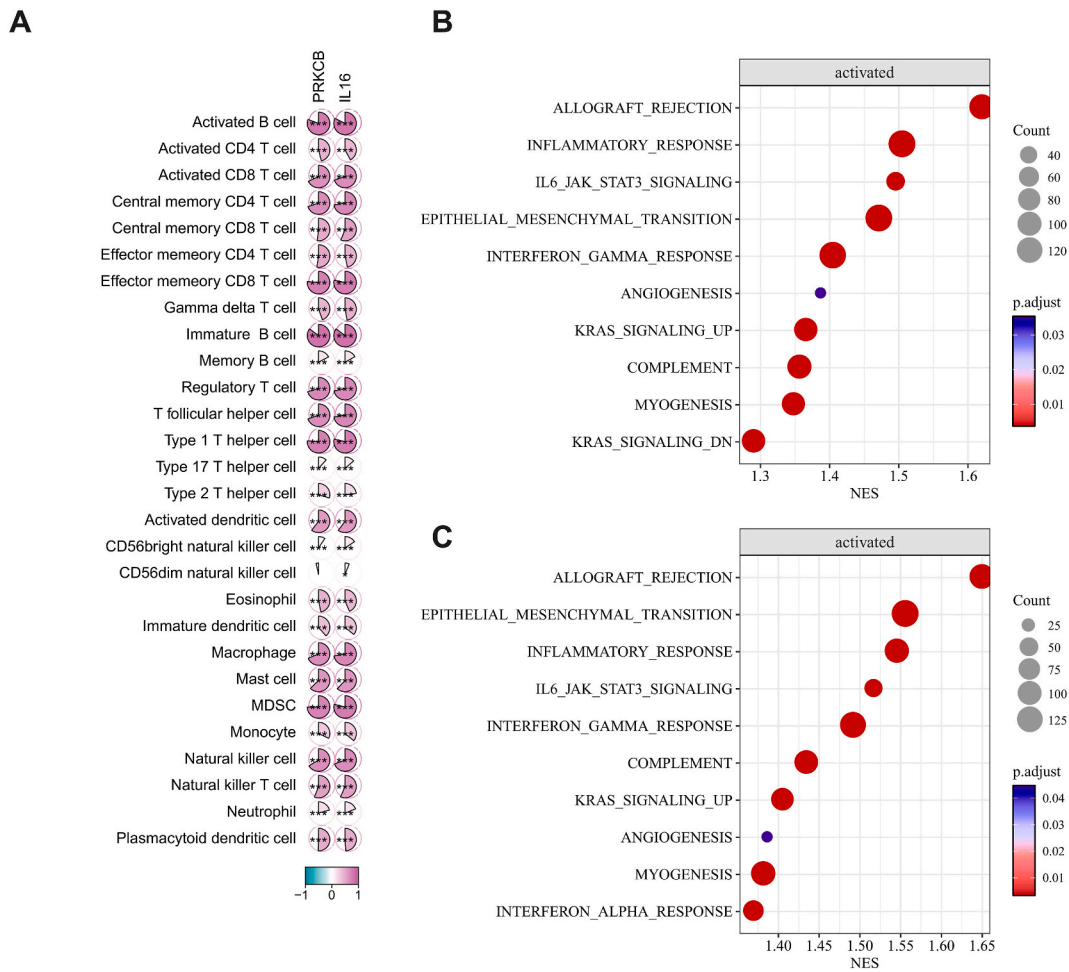 A
PRKCB
IL16
Activated B cell
*** ***
Activated CD4 T cell
*** ***
Activated CD8 T cell
*** ***
Central memory CD4 T cell
*** ***
Central memory CD8 T cell
*** ***
Effector memeory CD4 T cell
*** ***
Effector memeory CD8 T cell
*** ***
Gamma delta T cell
*** ***
Immature B cell
*** ***
Memory B cell
*** ***
Regulatory T cell
*** ***
T follicular helper cell
*** ***
Type 1 T helper cell
*** ***
Type 17 T helper cell
*** ***
Type 2 T helper cell
*** ***
Activated dendritic cell
*** ***
CD56bright natural killer cell
*** ***
CD56dim natural killer cell
*
Eosinophil
*** ***
Immature dendritic cell
*** ***
Macrophage
*** ***
Mast cell
*** ***
MDSC
*** ***
Monocyte
*** ***
Natural killer cell
*** ***
Natural killer T cell
*** ***
Neutrophil
*** ***
Plasmacytoid dendritic cell
*** ***
−1 0 1
B
activated
ALLOGRAFT_REJECTION
INFLAMMATORY_RESPONSE
IL6_JAK_STAT3_SIGNALING
EPITHELIAL_MESENCHYMAL_TRANSITION
INTERFERON_GAMMA_RESPONSE
ANGIOGENESIS
KRAS_SIGNALING_UP
COMPLEMENT
MYOGENESIS
KRAS_SIGNALING_DN
1.3 1.4 1.5 1.6
NES
Count
40
60
80
100
120
p.adjust
0.03
0.02
0.01
C
activated
ALLOGRAFT_REJECTION
EPITHELIAL_MESENCHYMAL_TRANSITION
INFLAMMATORY_RESPONSE
IL6_JAK_STAT3_SIGNALING
INTERFERON_GAMMA_RESPONSE
COMPLEMENT
KRAS_SIGNALING_UP
ANGIOGENESIS
MYOGENESIS
INTERFERON_ALPHA_RESPONSE
1.40 1.45 1.50 1.55 1.60 1.65
NES
Count
25
50
75
100
125
p.adjust
0.04
0.03
0.02
0.01